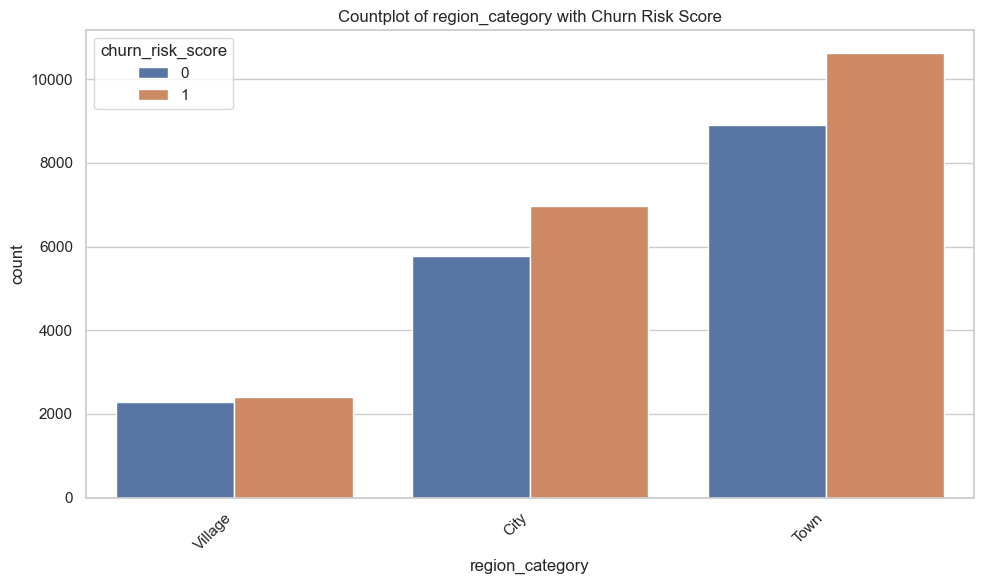 Countplot of region_category with Churn Risk Score
churn_risk_score
0
1
10000
8000
6000
4000
2000
0
count
Village
City
Town
region_category